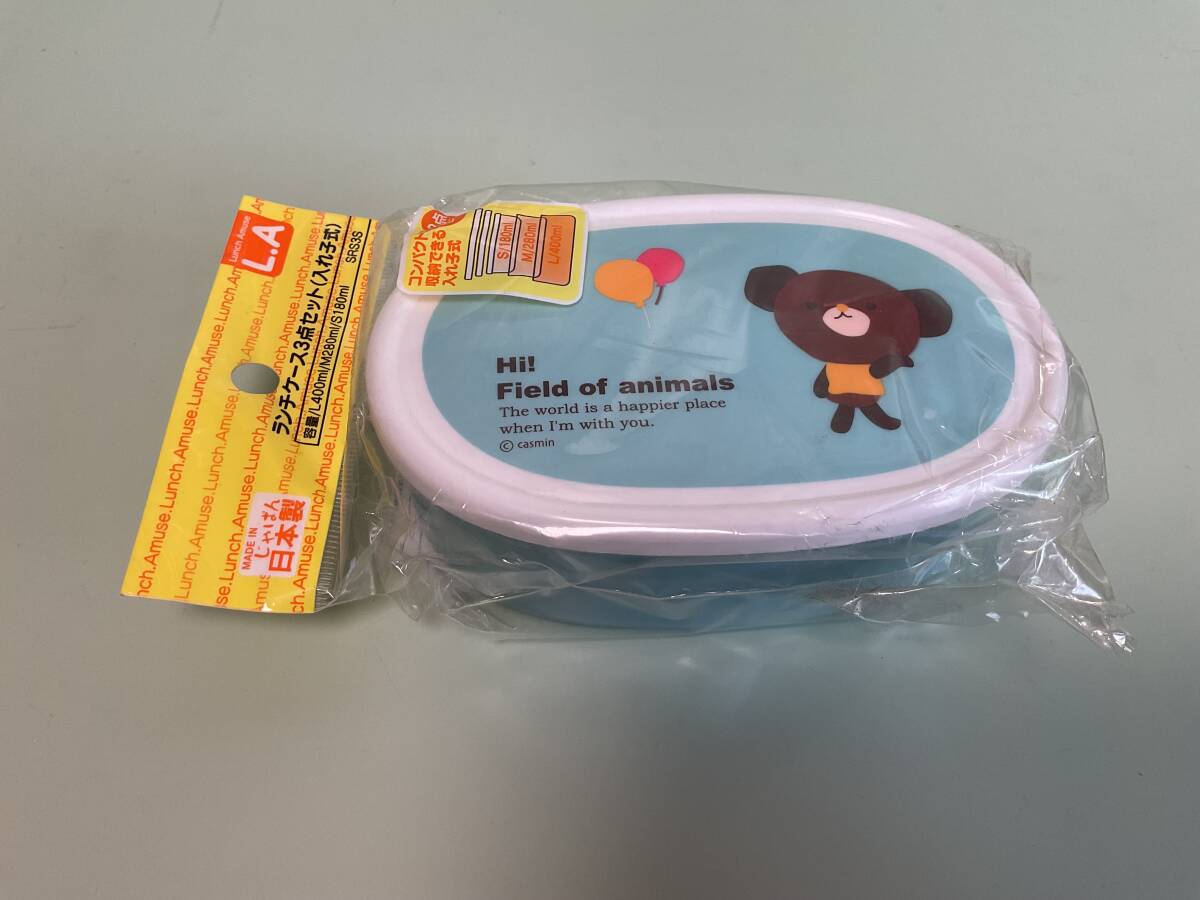 Lunch Amuse
L.A
ランチケース3点セット(入れ子式)
容量/L400ml/M280ml/S180ml SRS3S
MADE IN
じゃぱん
日本製
Lunch.Amuse.Lunch.Amuse.Lunch.Amuse.Lunch.Amuse.
コンパクト
収納できる
入れ子式
S/180ml
M/280ml
L/400ml
Hi!
Field of animals
The world is a happier place
when I'm with you.
© casmin